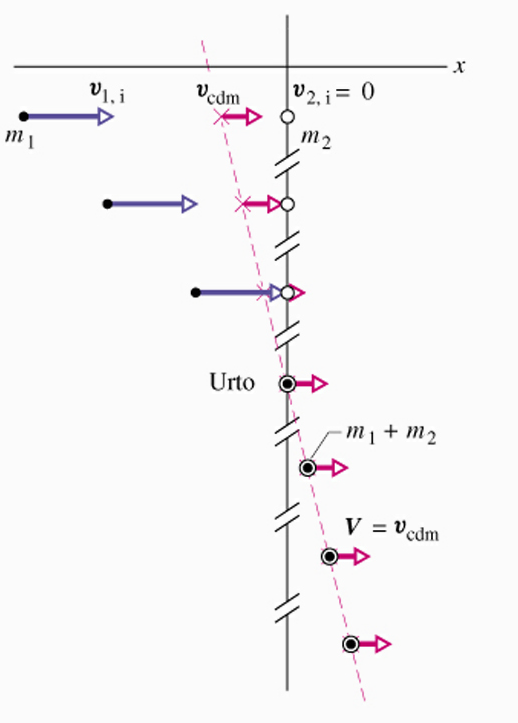 x
v1, i
vcdm
v2, i = 0
m1
m2
Urto
m1 + m2
V = vcdm